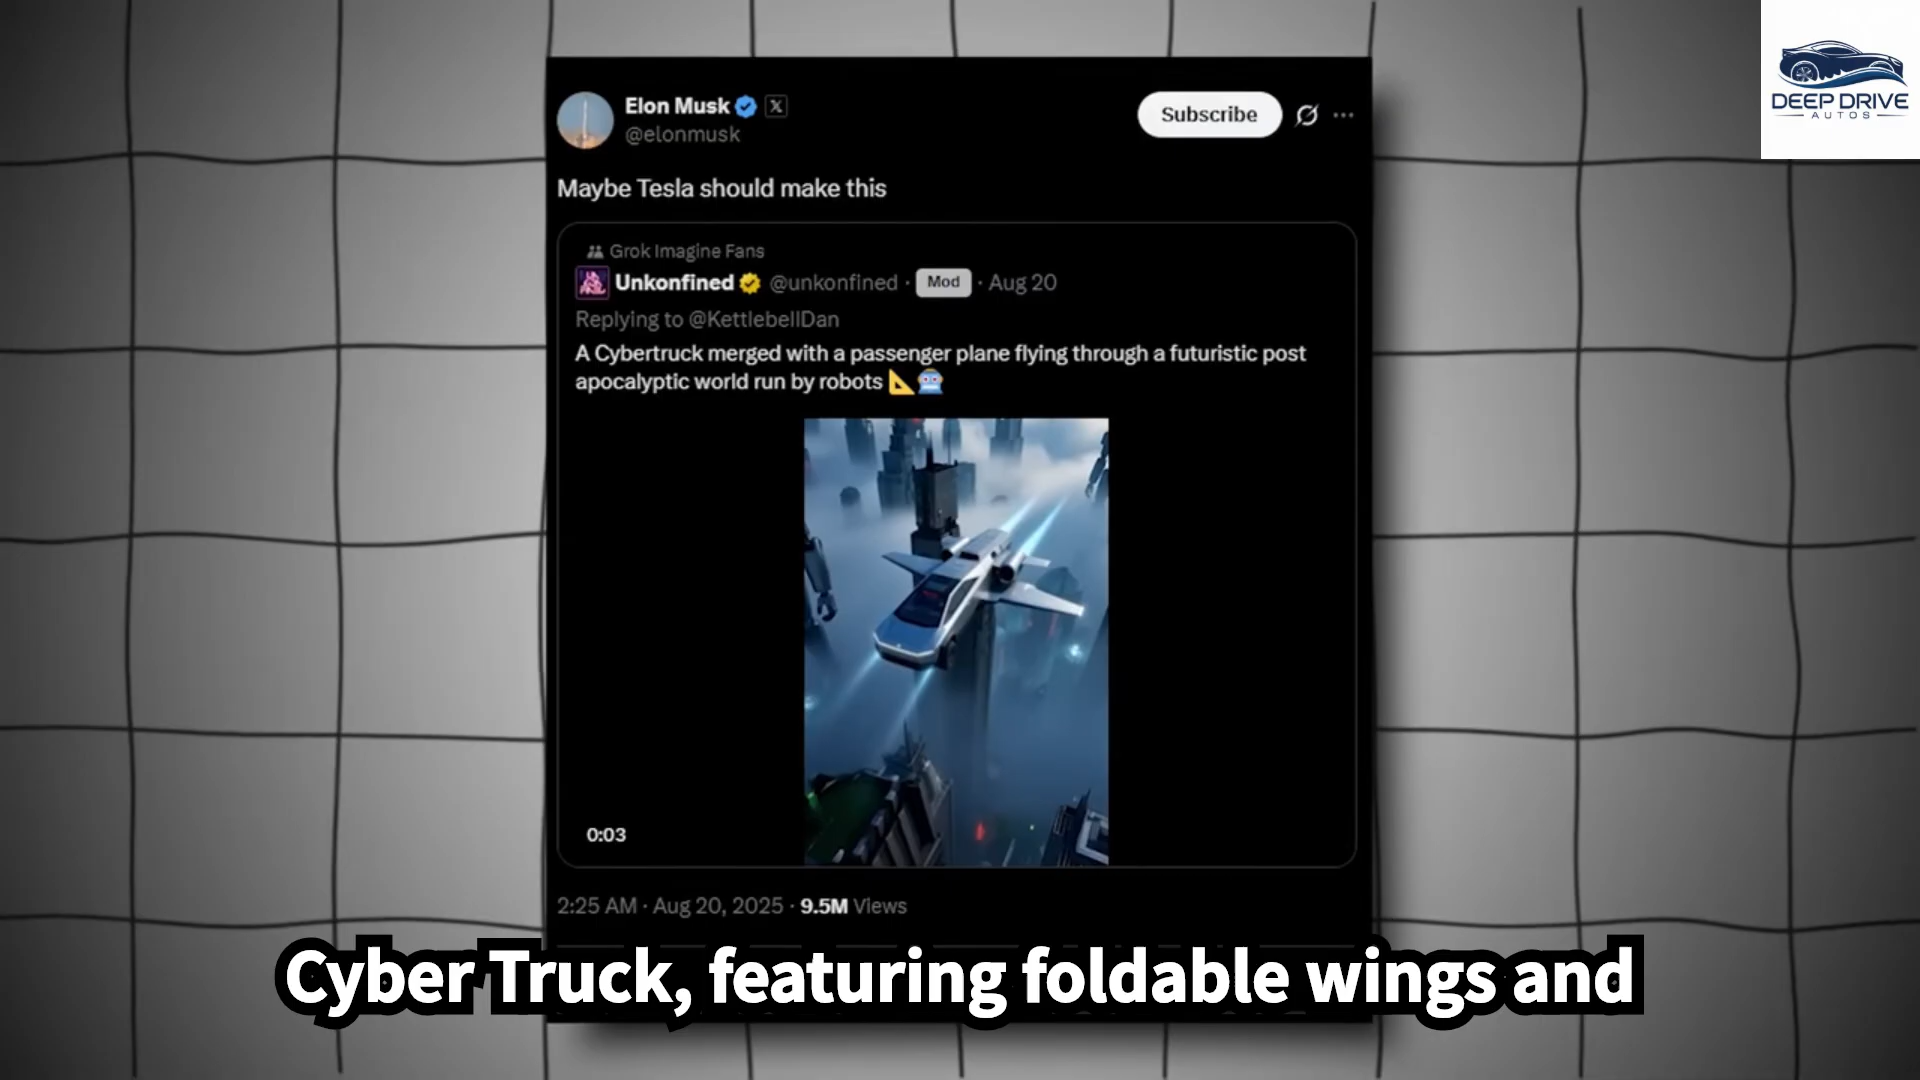 DEEP DRIVE
AUTOS
Elon Musk
@elonmusk
Subscribe
Maybe Tesla should make this
Grok Imagine Fans
Unkonfined @unkonfined · Mod · Aug 20
Replying to @KettlebellDan
A Cybertruck merged with a passenger plane flying through a futuristic post
apocalyptic world run by robots 📐🤖
0:03
2:25 AM · Aug 20, 2025 · 9.5M Views
Cyber Truck, featuring foldable wings and